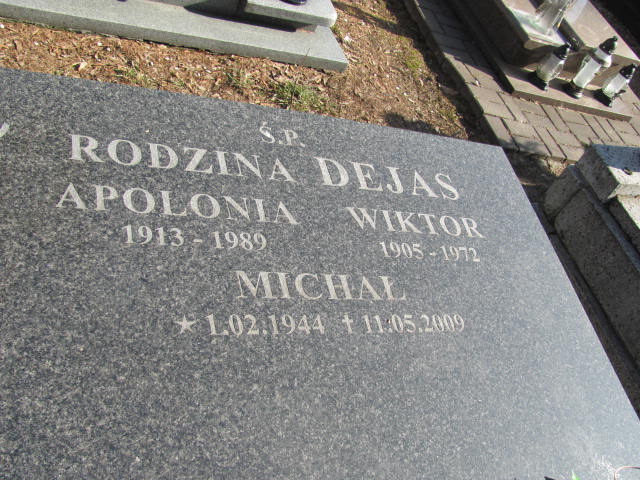 Ś.P.
RODZINA DEJAS
APOLONIA WIKTOR
1913 - 1989 1905 - 1972
MICHAŁ
★ 1.02.1944 ✝ 11.05.2009